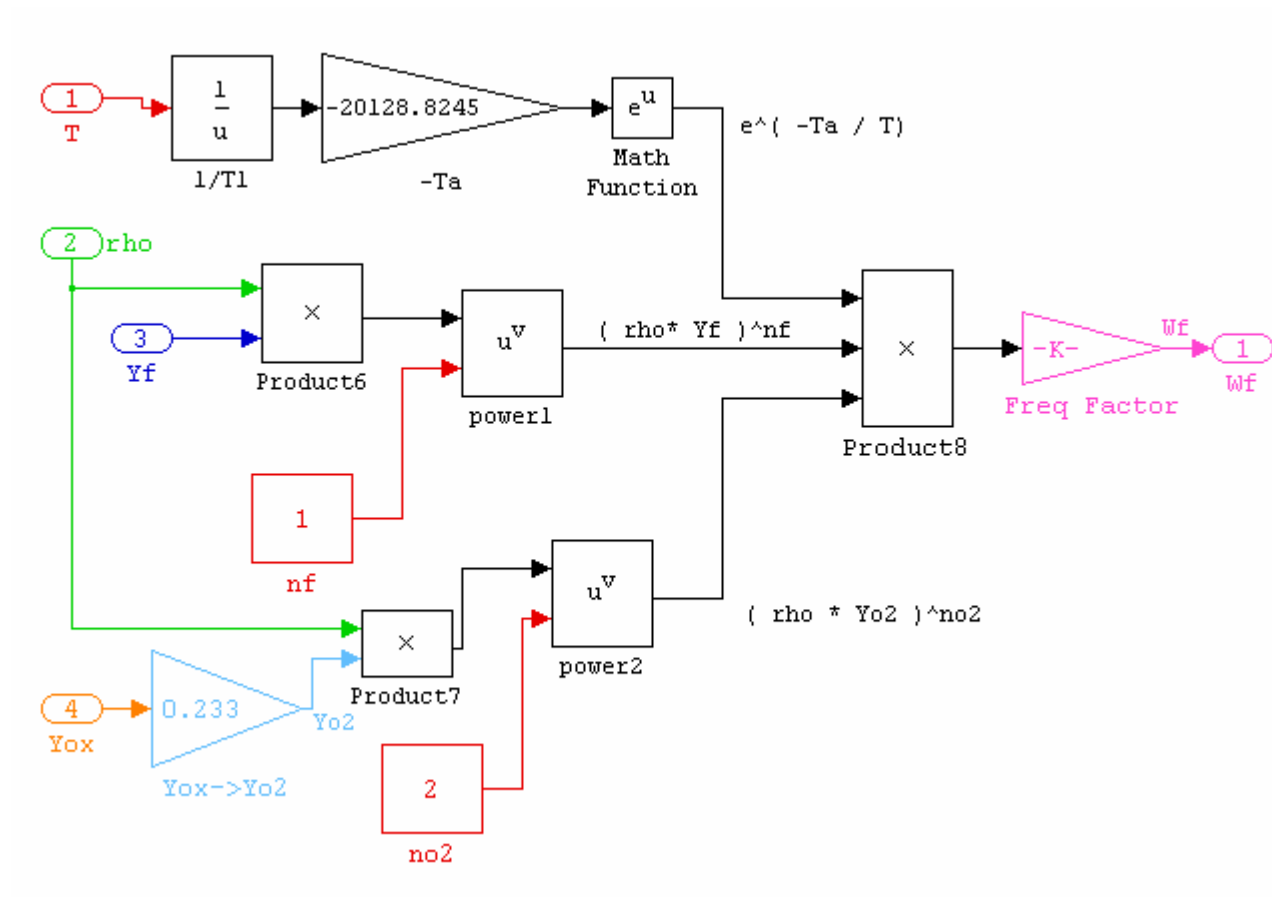 1
T
1
u
1/T1
-20128.8245
-Ta
e^u
Math
Function
e^( -Ta / T)
2
rho
3
Yf
×
Product6
u^v
power1
( rho* Yf )^nf
1
nf
×
Product8
-K-
Freq Factor
Wf
1
Wf
4
Yox
0.233
Yox->Yo2
Yo2
×
Product7
u^v
power2
( rho * Yo2 )^no2
2
no2